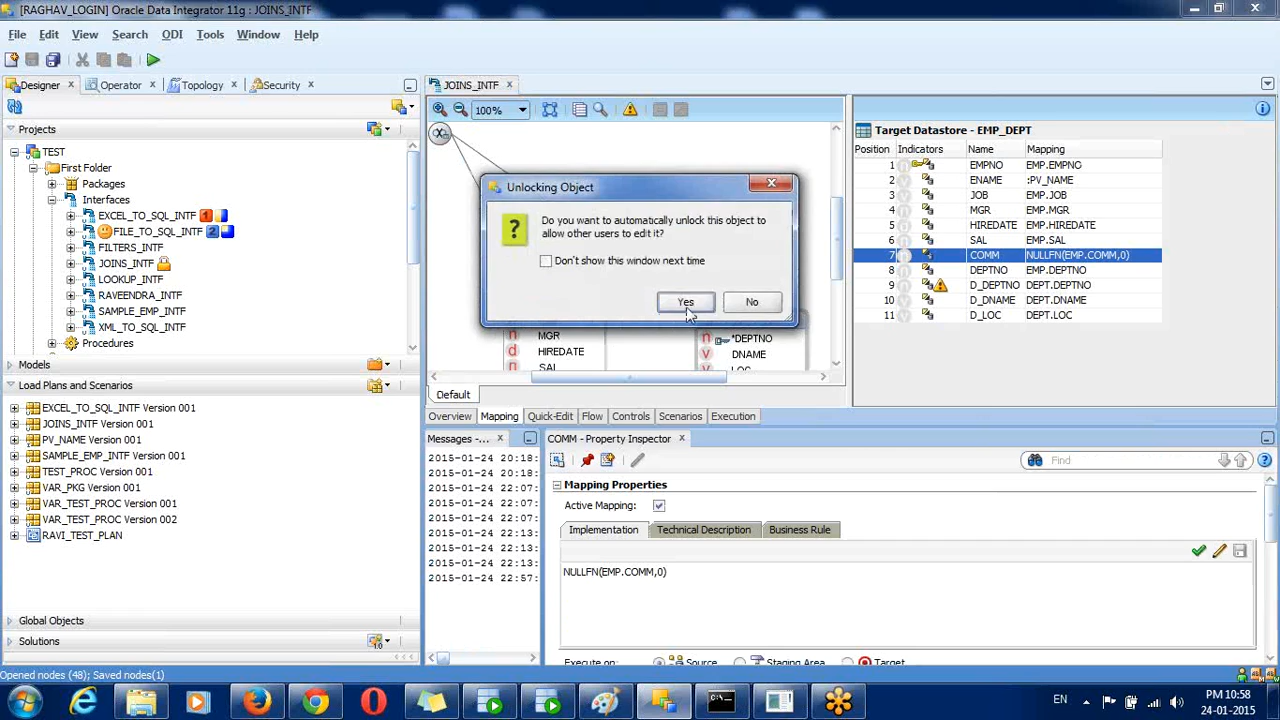 [RAGHAV_LOGIN] Oracle Data Integrator 11g : JOINS_INTF
File Edit View Search ODI Tools Window Help
Designer Operator Topology Security
Projects
TEST
First Folder
Packages
Interfaces
EXCEL_TO_SQL_INTF 1
FILE_TO_SQL_INTF 2
FILTERS_INTF
JOINS_INTF
LOOKUP_INTF
RAVEENDRA_INTF
SAMPLE_EMP_INTF
XML_TO_SQL_INTF
Procedures
Models
Load Plans and Scenarios
EXCEL_TO_SQL_INTF Version 001
JOINS_INTF Version 001
PV_NAME Version 001
SAMPLE_EMP_INTF Version 001
TEST_PROC Version 001
VAR_PKG Version 001
VAR_TEST_PROC Version 001
VAR_TEST_PROC Version 002
RAVI_TEST_PLAN
Global Objects
Solutions
Opened nodes (48); Saved nodes(1)
JOINS_INTF
100%
Unlocking Object
Do you want to automatically unlock this object to
allow other users to edit it?
Don't show this window next time
Yes No
n MGR
d HIREDATE
n SAL
n *DEPTNO
v DNAME
v LOC
Default
Overview Mapping Quick-Edit Flow Controls Scenarios Execution
Target Datastore - EMP_DEPT
Position Indicators Name Mapping
1 EMPNO EMP.EMPNO
2 ENAME :PV_NAME
3 JOB EMP.JOB
4 MGR EMP.MGR
5 HIREDATE EMP.HIREDATE
6 SAL EMP.SAL
7 COMM NULLFN(EMP.COMM,0)
8 DEPTNO EMP.DEPTNO
9 D_DEPTNO DEPT.DEPTNO
10 D_DNAME DEPT.DNAME
11 D_LOC DEPT.LOC
Messages -...
2015-01-24 20:18:
2015-01-24 20:18:
2015-01-24 22:07:
2015-01-24 22:07:
2015-01-24 22:07:
2015-01-24 22:13:
2015-01-24 22:13:
2015-01-24 22:13:
2015-01-24 22:57:
COMM - Property Inspector
Find
Mapping Properties
Active Mapping:
Implementation Technical Description Business Rule
NULLFN(EMP.COMM,0)
Execute on: Source Staging Area Target
EN
PM 10:58
24-01-2015